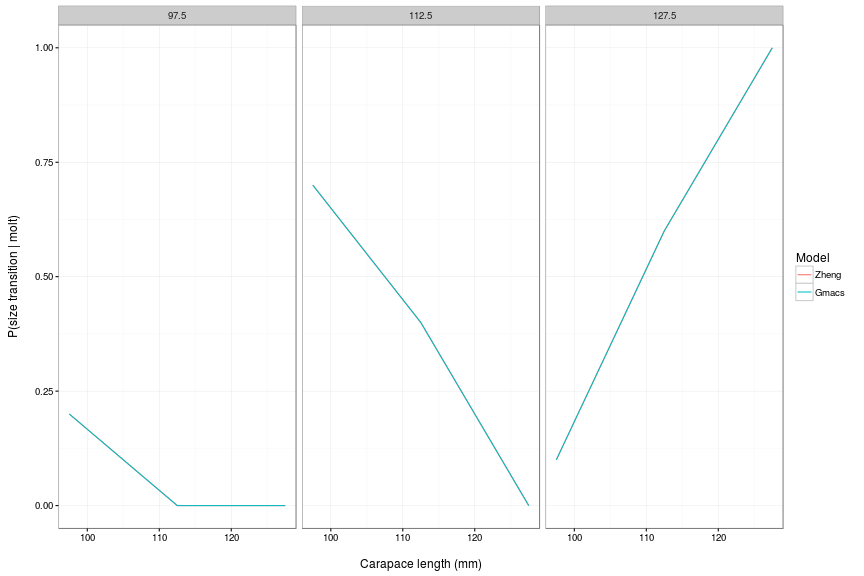 97.5 112.5 127.5
1.00
0.75
0.50
0.25
0.00
P(size transition | molt)
100 110 120 100 110 120 100 110 120
Carapace length (mm)
Model
Zheng
Gmacs